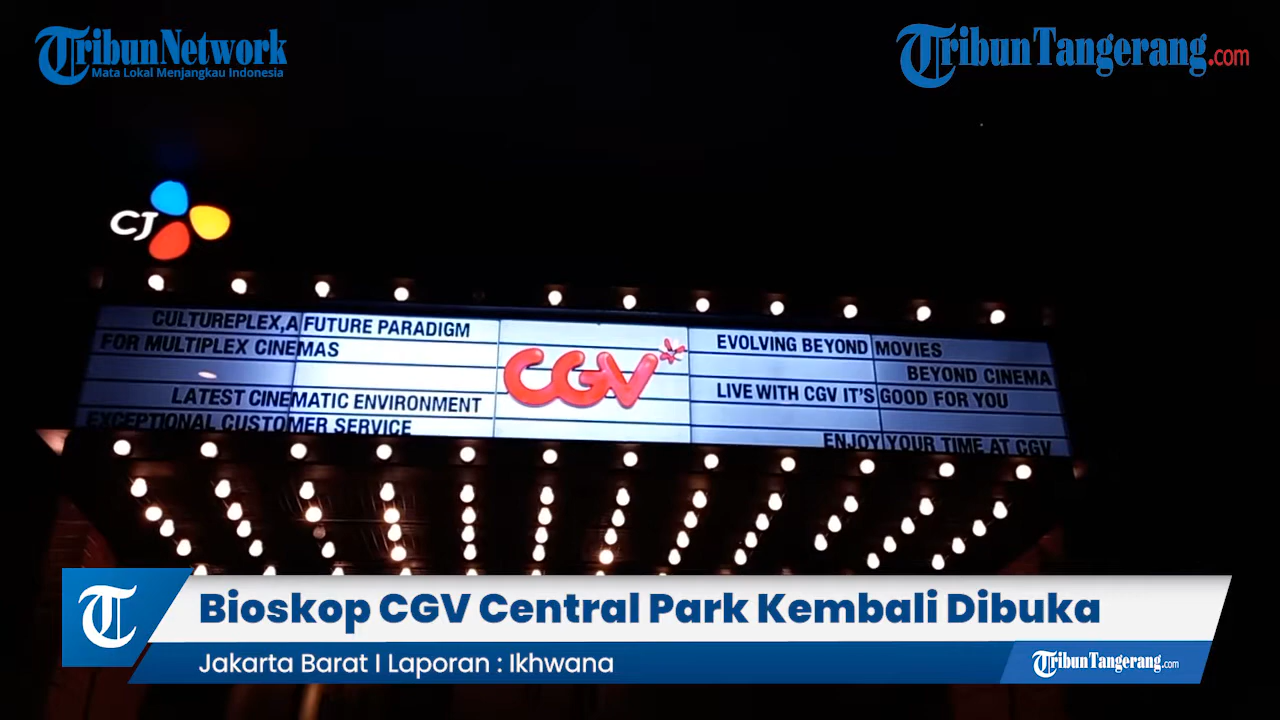 TribunNetwork
Mata Lokal Menjangkau Indonesia
TribunTangerang.com
CJ
CULTUREPLEX,A FUTURE PARADIGM
FOR MULTIPLEX CINEMAS
LATEST CINEMATIC ENVIRONMENT
EXCEPTIONAL CUSTOMER SERVICE
CGV
EVOLVING BEYOND MOVIES
BEYOND CINEMA
LIVE WITH CGV IT'S GOOD FOR YOU
ENJOY YOUR TIME AT CGV
T
Bioskop CGV Central Park Kembali Dibuka
Jakarta Barat I Laporan : Ikhwana
TribunTangerang.com